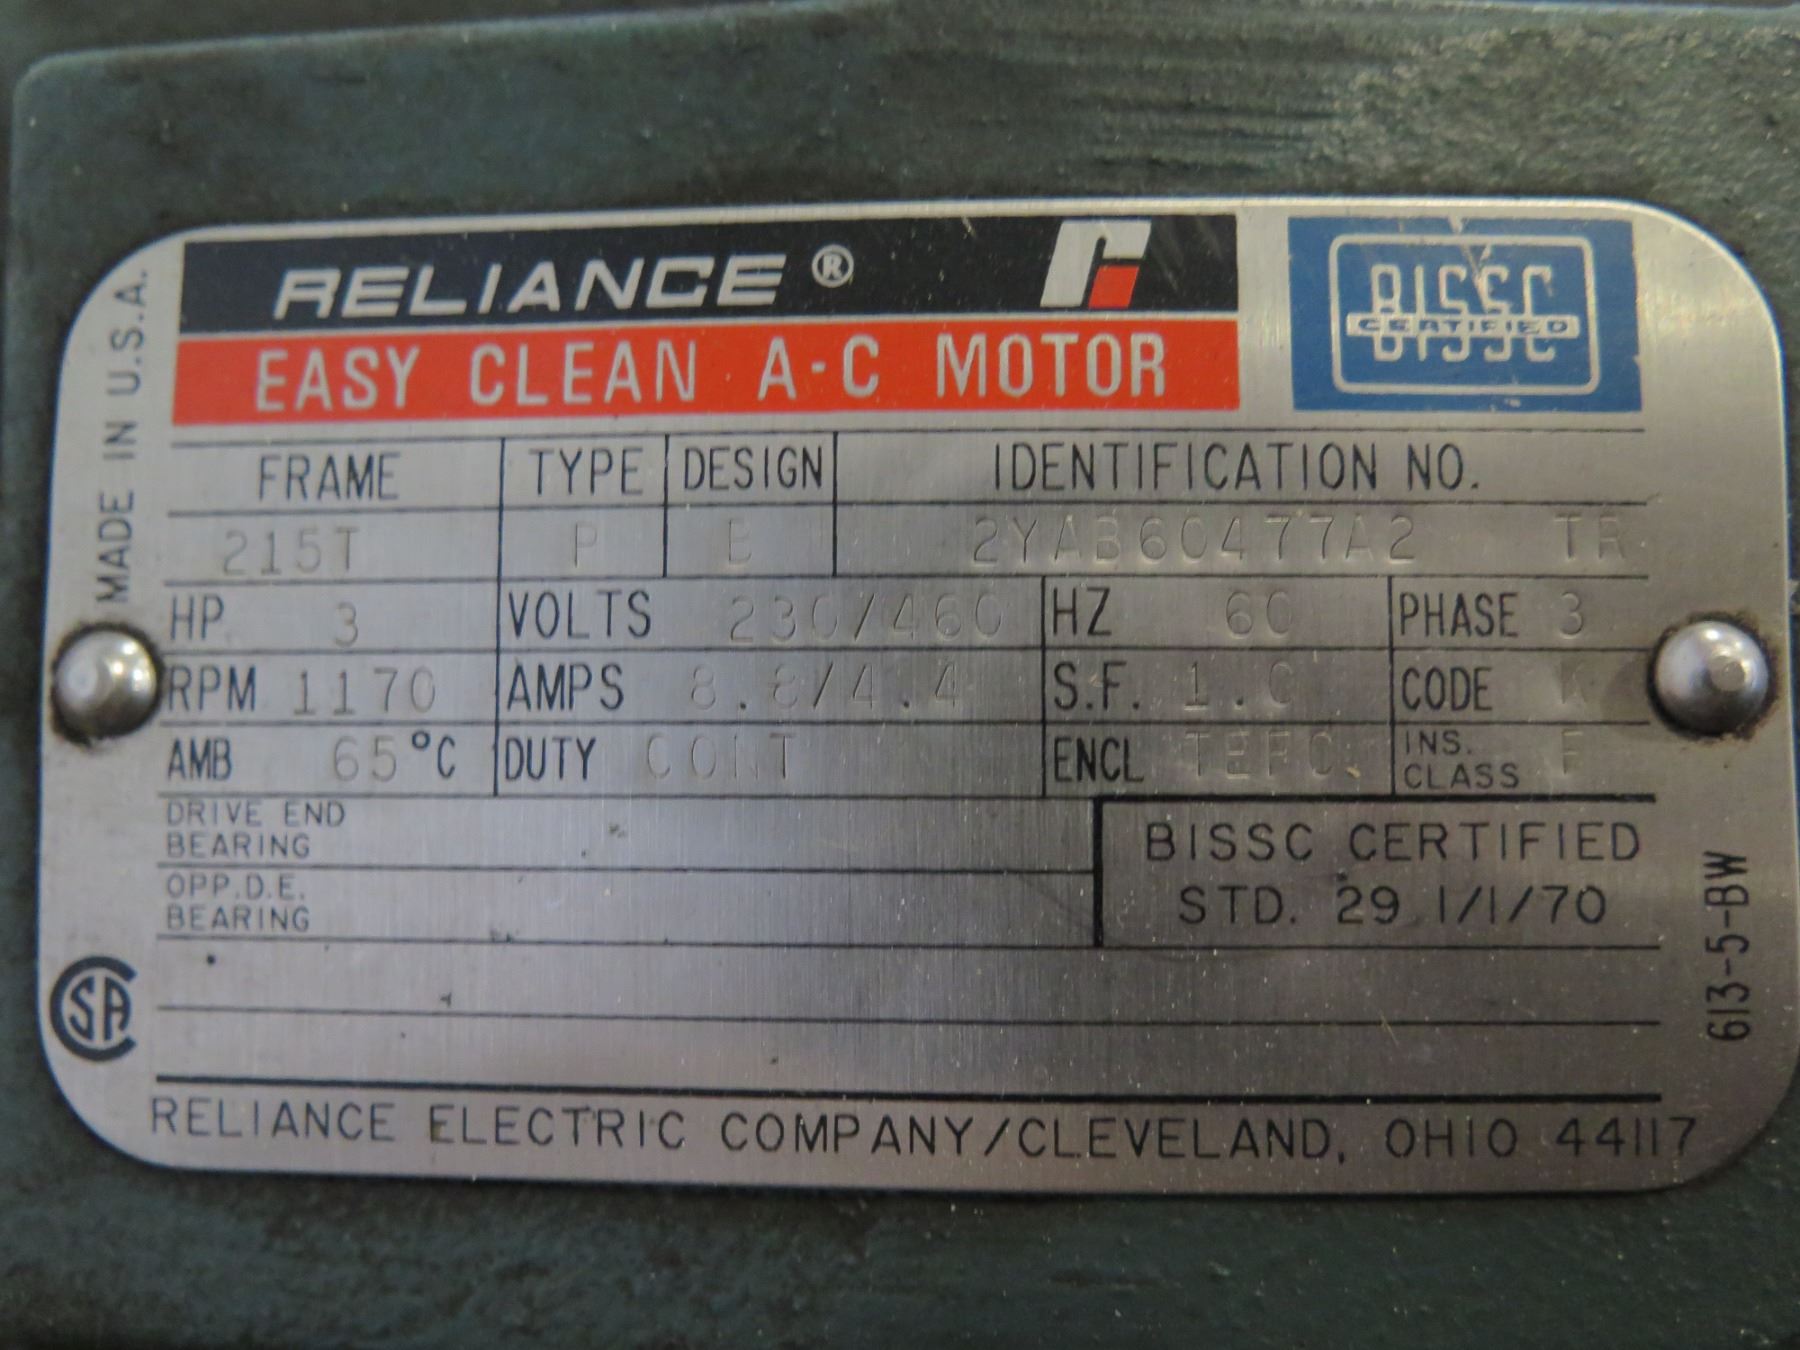 RELIANCE ®
BISSC
CERTIFIED
EASY CLEAN A-C MOTOR
MADE IN U.S.A.
FRAME TYPE DESIGN IDENTIFICATION NO.
215T P B 2YAB60477A2 TR
HP 3 VOLTS 230/460 HZ 60 PHASE 3
RPM 1170 AMPS 8.8/4.4 S.F. 1.0 CODE K
AMB 65°C DUTY CONT ENCL TEFC INS. CLASS F
DRIVE END
BEARING
OPP.D.E.
BEARING
BISSC CERTIFIED
STD. 29 1/1/70
613-5-BW
SA
RELIANCE ELECTRIC COMPANY/CLEVELAND, OHIO 44117